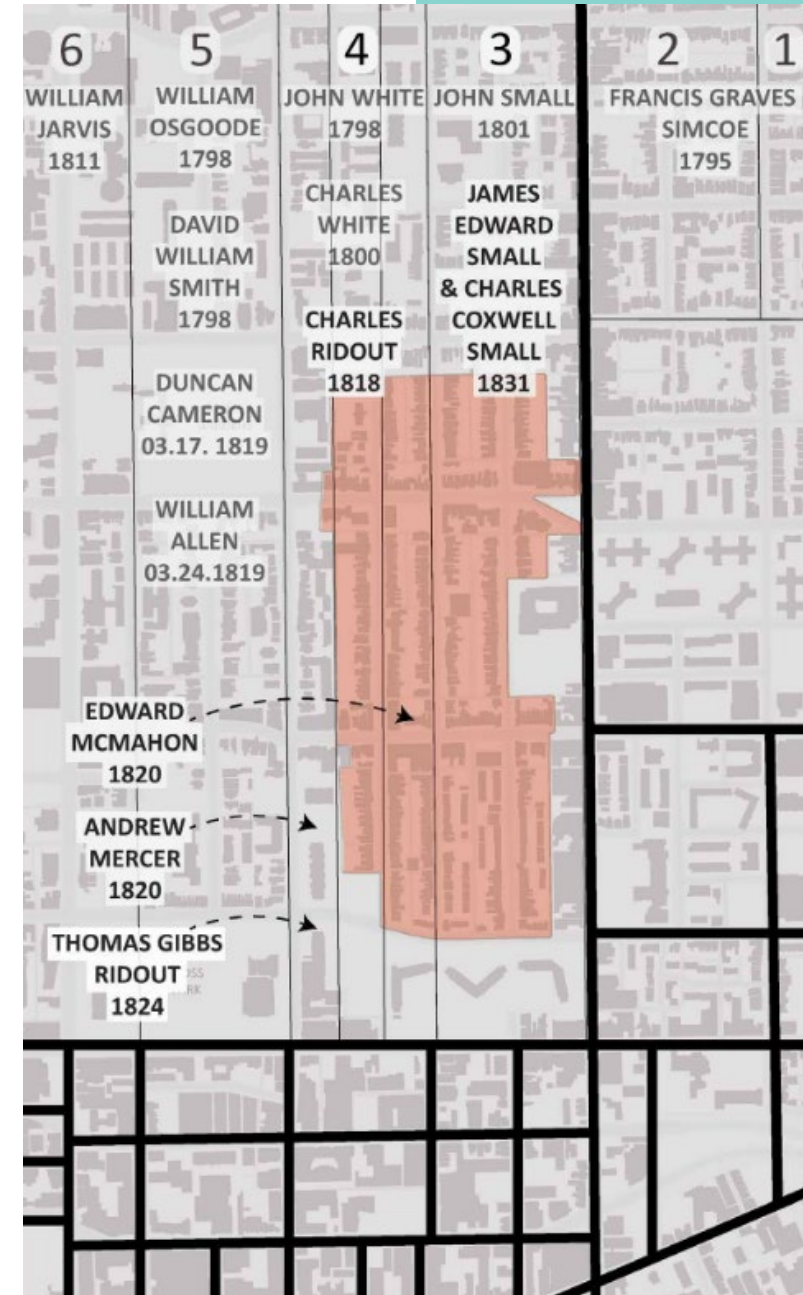 6
WILLIAM
JARVIS
1811
5
WILLIAM
OSGOODE
1798
DAVID
WILLIAM
SMITH
1798
DUNCAN
CAMERON
03.17. 1819
WILLIAM
ALLEN
03.24.1819
4
JOHN WHITE
1798
CHARLES
WHITE
1800
CHARLES
RIDOUT
1818
3
JOHN SMALL
1801
JAMES
EDWARD
SMALL
& CHARLES
COXWELL
SMALL
1831
2
1
FRANCIS GRAVES
SIMCOE
1795
EDWARD
MCMAHON
1820
ANDREW
MERCER
1820
THOMAS GIBBS
RIDOUT
1824